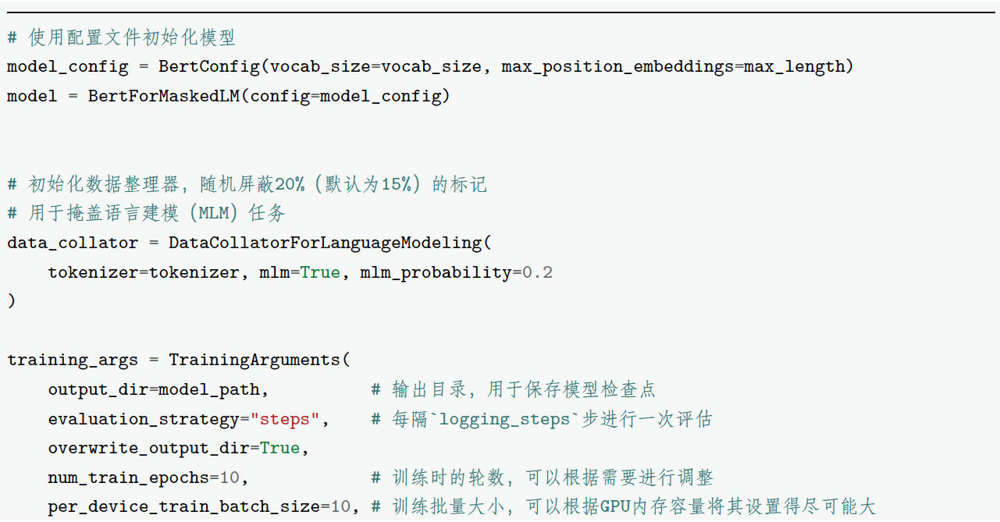 # 使用配置文件初始化模型
model_config = BertConfig(vocab_size=vocab_size, max_position_embeddings=max_length)
model = BertForMaskedLM(config=model_config)
# 初始化数据整理器，随机屏蔽20%（默认为15%）的标记
# 用于掩盖语言建模（MLM）任务
data_collator = DataCollatorForLanguageModeling(
    tokenizer=tokenizer, mlm=True, mlm_probability=0.2
)
training_args = TrainingArguments(
    output_dir=model_path,          # 输出目录，用于保存模型检查点
    evaluation_strategy="steps",    # 每隔`logging_steps`步进行一次评估
    overwrite_output_dir=True,
    num_train_epochs=10,            # 训练时的轮数，可以根据需要进行调整
    per_device_train_batch_size=10, # 训练批量大小，可以根据GPU内存容量将其设置得尽可能大